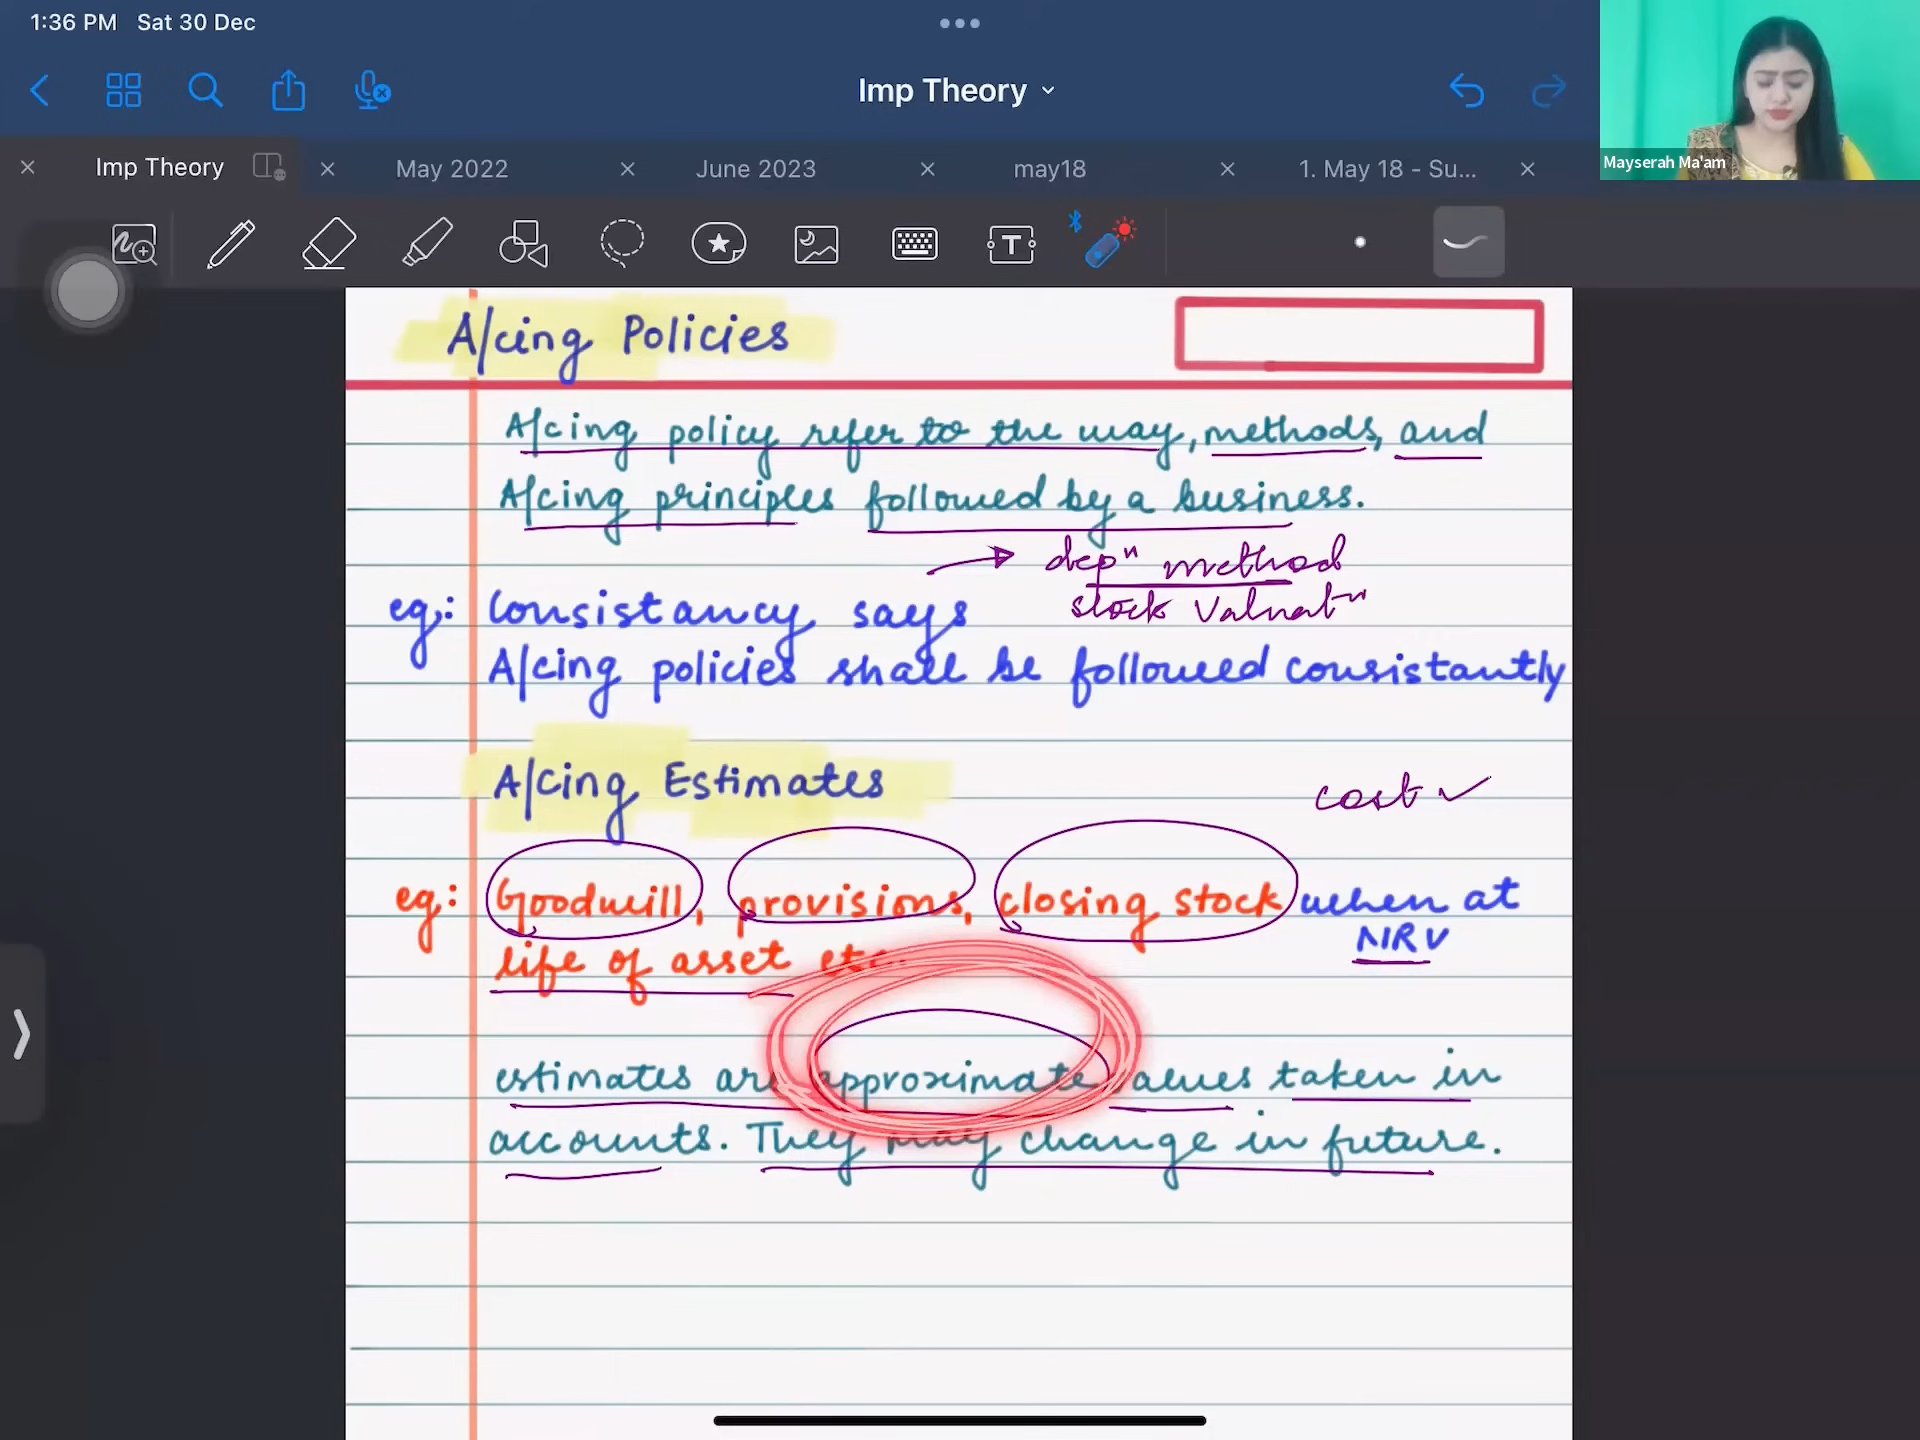 1:36 PM Sat 30 Dec
Imp Theory
Mayserah Ma'am
Imp Theory May 2022 June 2023 may18 1. May 18 - Su...
T
A/cing Policies
A/cing policy refer to the way, methods, and
A/cing principles followed by a business.
→ depⁿ method
stock Valuatⁿ
eg: Consistancy says
A/cing policies shall be followed consistantly
A/cing Estimates
cost ✓
eg: Goodwill, provisions, closing stock when at
NRV
life of asset etc.
estimates are approximate values taken in
accounts. They may change in future.